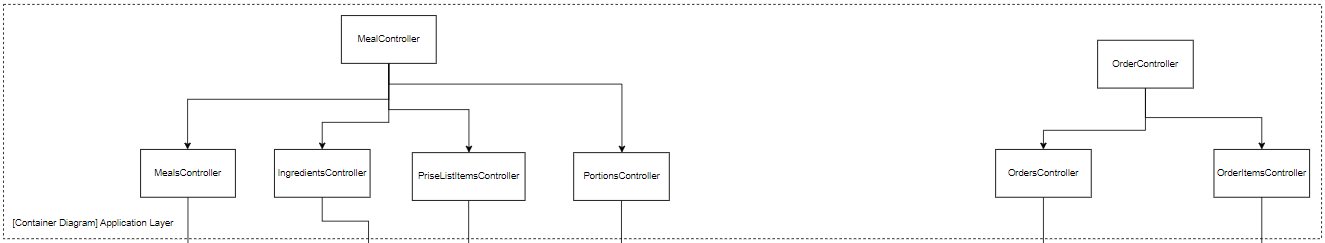 MealController
OrderController
MealsController
IngredientsController
PriseListItemsController
PortionsController
OrdersController
OrderItemsController
[Container Diagram] Application Layer